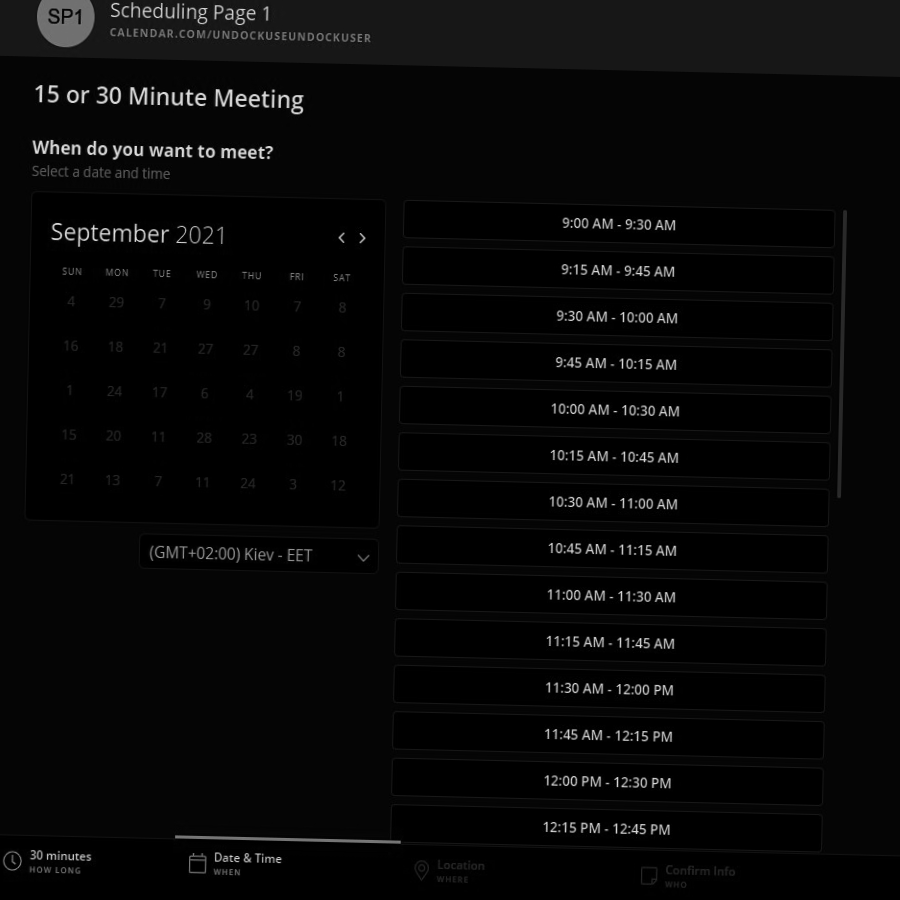 SP1
Scheduling Page 1
CALENDAR.COM/UNDOCKUSEUNDOCKUSER
15 or 30 Minute Meeting
When do you want to meet?
Select a date and time
September 2021
SUN MON TUE WED THU FRI SAT
4 29 7 9 10 7 8
16 18 21 27 27 8 8
1 24 17 6 4 19 1
15 20 11 28 23 30 18
21 13 7 11 24 3 12
(GMT+02:00) Kiev - EET
9:00 AM - 9:30 AM
9:15 AM - 9:45 AM
9:30 AM - 10:00 AM
9:45 AM - 10:15 AM
10:00 AM - 10:30 AM
10:15 AM - 10:45 AM
10:30 AM - 11:00 AM
10:45 AM - 11:15 AM
11:00 AM - 11:30 AM
11:15 AM - 11:45 AM
11:30 AM - 12:00 PM
11:45 AM - 12:15 PM
12:00 PM - 12:30 PM
12:15 PM - 12:45 PM
30 minutes
HOW LONG
Date & Time
WHEN
Location
WHERE
Confirm Info
WHO